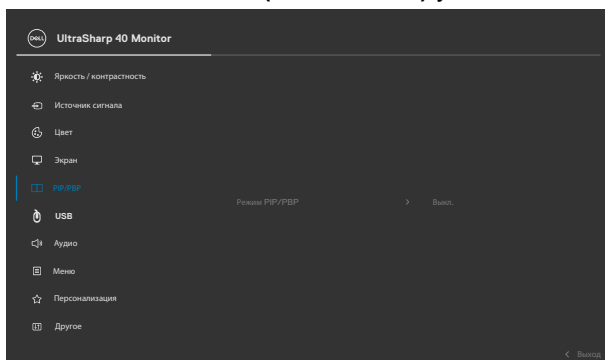 DELL UltraSharp 40 Monitor
Яркость / контрастность
Источник сигнала
Цвет
Экран
PIP/PBP
Режим PIP/PBP > Выкл.
USB
Аудио
Меню
Персонализация
Другое
< Выход